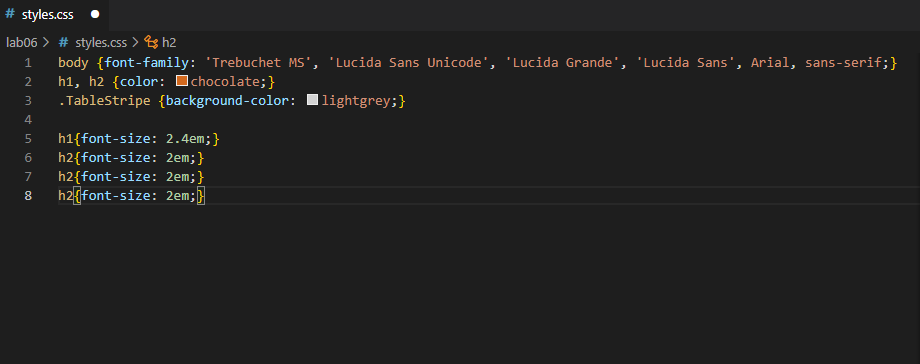 # styles.css ●
lab06 > # styles.css > h2
1 body {font-family: 'Trebuchet MS', 'Lucida Sans Unicode', 'Lucida Grande', 'Lucida Sans', Arial, sans-serif;}
2 h1, h2 {color: chocolate;}
3 .TableStripe {background-color: lightgrey;}
4
5 h1{font-size: 2.4em;}
6 h2{font-size: 2em;}
7 h2{font-size: 2em;}
8 h2{font-size: 2em;}